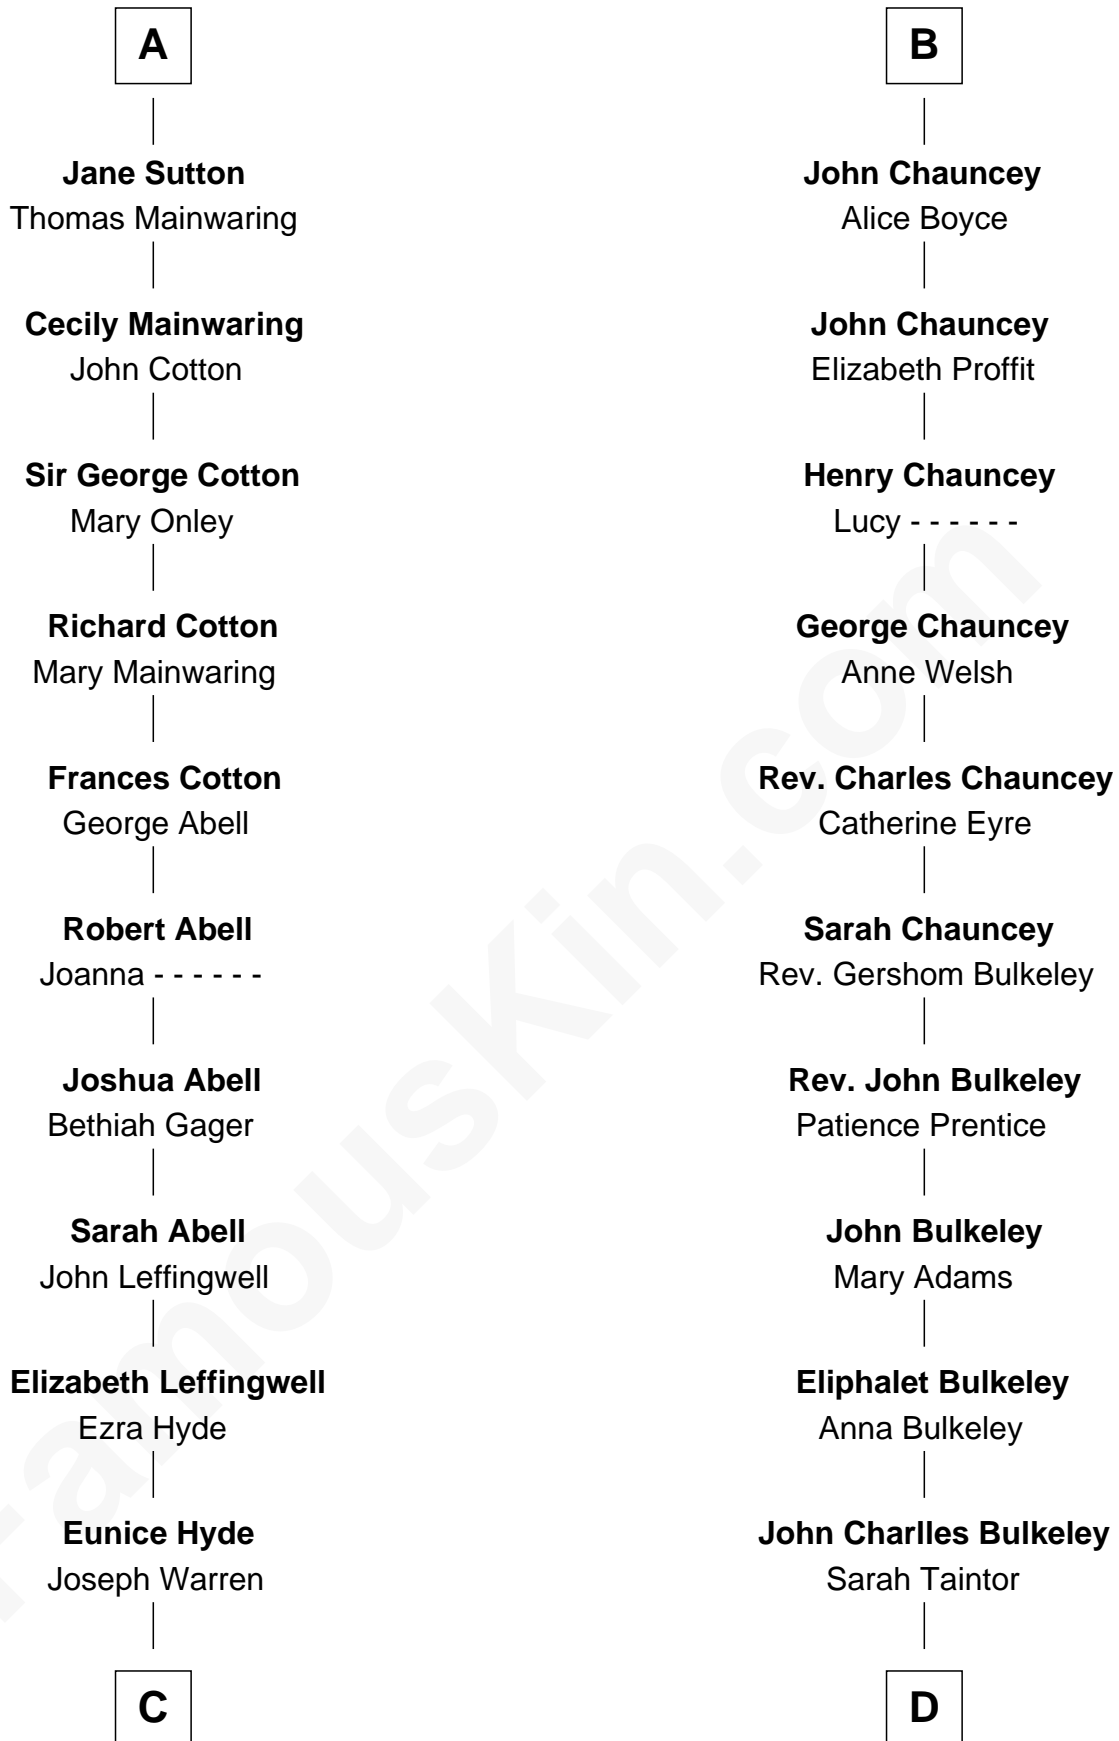 A
Jane Sutton
Thomas Mainwaring
Cecily Mainwaring
John Cotton
Sir George Cotton
Mary Onley
Richard Cotton
Mary Mainwaring
Frances Cotton
George Abell
Robert Abell
Joanna - - - - - -
Joshua Abell
Bethiah Gager
Sarah Abell
John Leffingwell
Elizabeth Leffingwell
Ezra Hyde
Eunice Hyde
Joseph Warren
C
B
John Chauncey
Alice Boyce
John Chauncey
Elizabeth Proffit
Henry Chauncey
Lucy - - - - - -
George Chauncey
Anne Welsh
Rev. Charles Chauncey
Catherine Eyre
Sarah Chauncey
Rev. Gershom Bulkeley
Rev. John Bulkeley
Patience Prentice
John Bulkeley
Mary Adams
Eliphalet Bulkeley
Anna Bulkeley
John Charlles Bulkeley
Sarah Taintor
D
FamousKin.com